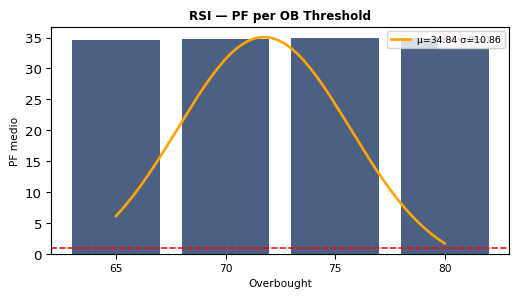 RSI — PF per OB Threshold
μ=34.84 σ=10.86
PF medio
35
30
25
20
15
10
5
0
65 70 75 80
Overbought